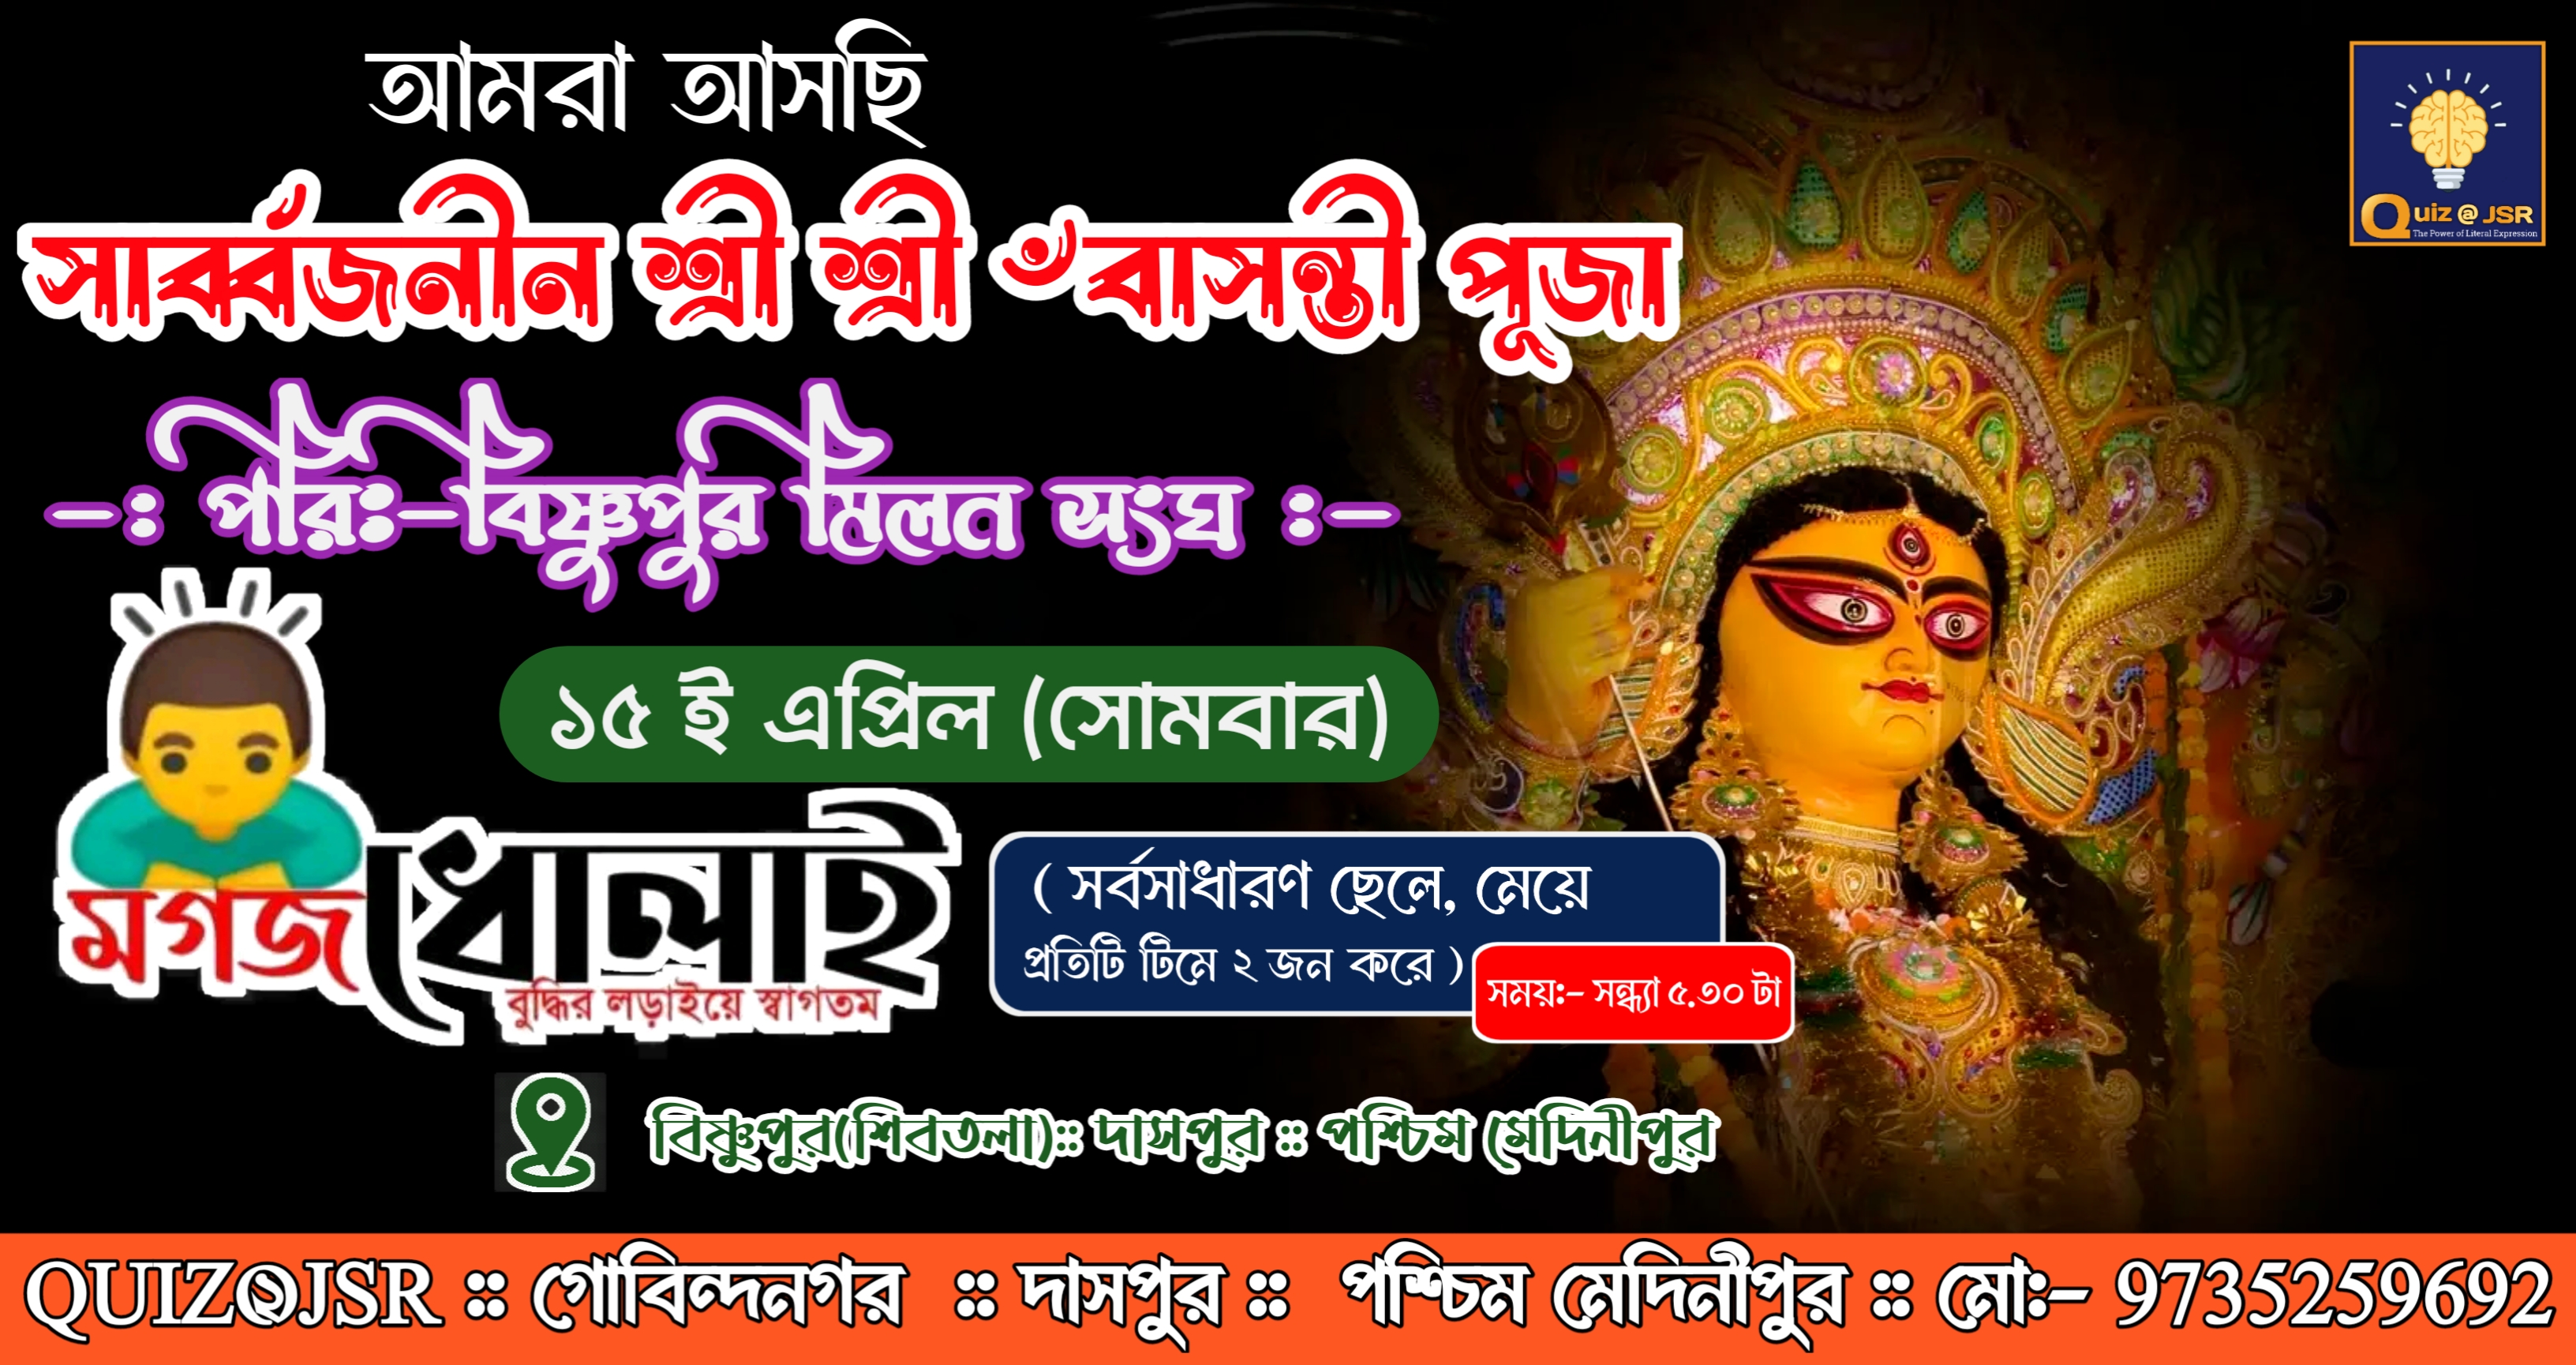 আমরা আসছি
Quiz @ JSR
The Power of Literal Expression
সার্ব্বজনীন শ্রী শ্রী ৺বাসন্তী পূজা
-: পরি:-বিষ্ণুপুর মিলন সংঘ :-
১৫ ই এপ্রিল (সোমবার)
মগজ ধোলাই
বুদ্ধির লড়াইয়ে স্বাগতম
( সর্বসাধারণ ছেলে, মেয়ে
প্রতিটি টিমে ২ জন করে )
সময়:- সন্ধ্যা ৫.৩০ টা
বিষ্ণুপুর(শিবতলা):: দাসপুর :: পশ্চিম মেদিনীপুর
QUIZ@JSR :: গোবিন্দনগর :: দাসপুর :: পশ্চিম মেদিনীপুর :: মো:- 9735259692